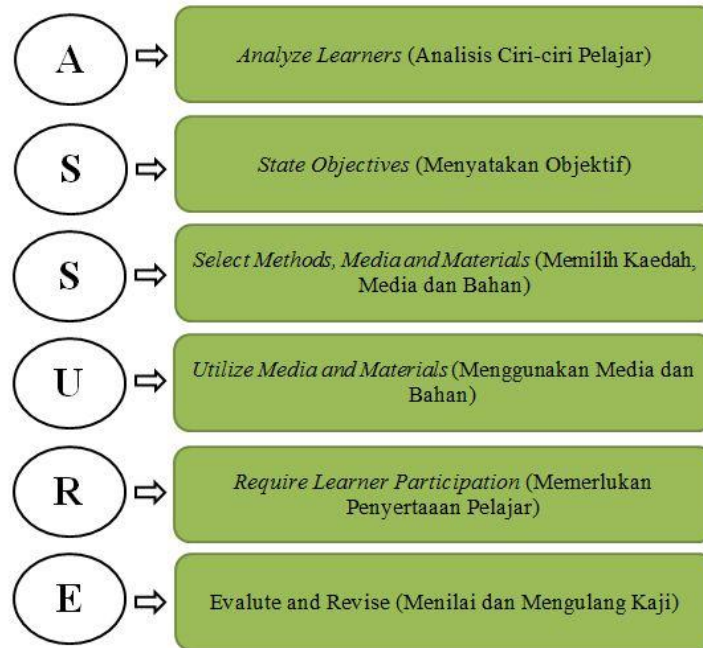 A
Analyze Learners (Analisis Ciri-ciri Pelajar)
S
State Objectives (Menyatakan Objektif)
S
Select Methods, Media and Materials (Memilih Kaedah,
Media dan Bahan)
U
Utilize Media and Materials (Menggunakan Media dan
Bahan)
R
Require Learner Participation (Memerlukan
Penyertaaan Pelajar)
E
Evalute and Revise (Menilai dan Mengulang Kaji)